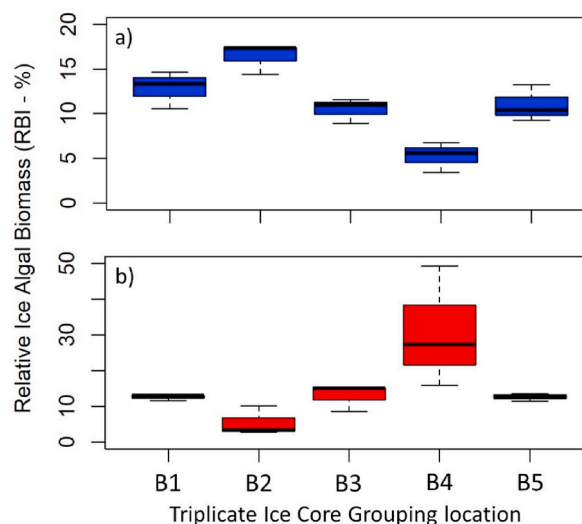 Relative Ice Algal Biomass (RBI - %)
a)
20
15
10
5
0
b)
50
30
10
0
B1 B2 B3 B4 B5
Triplicate Ice Core Grouping location